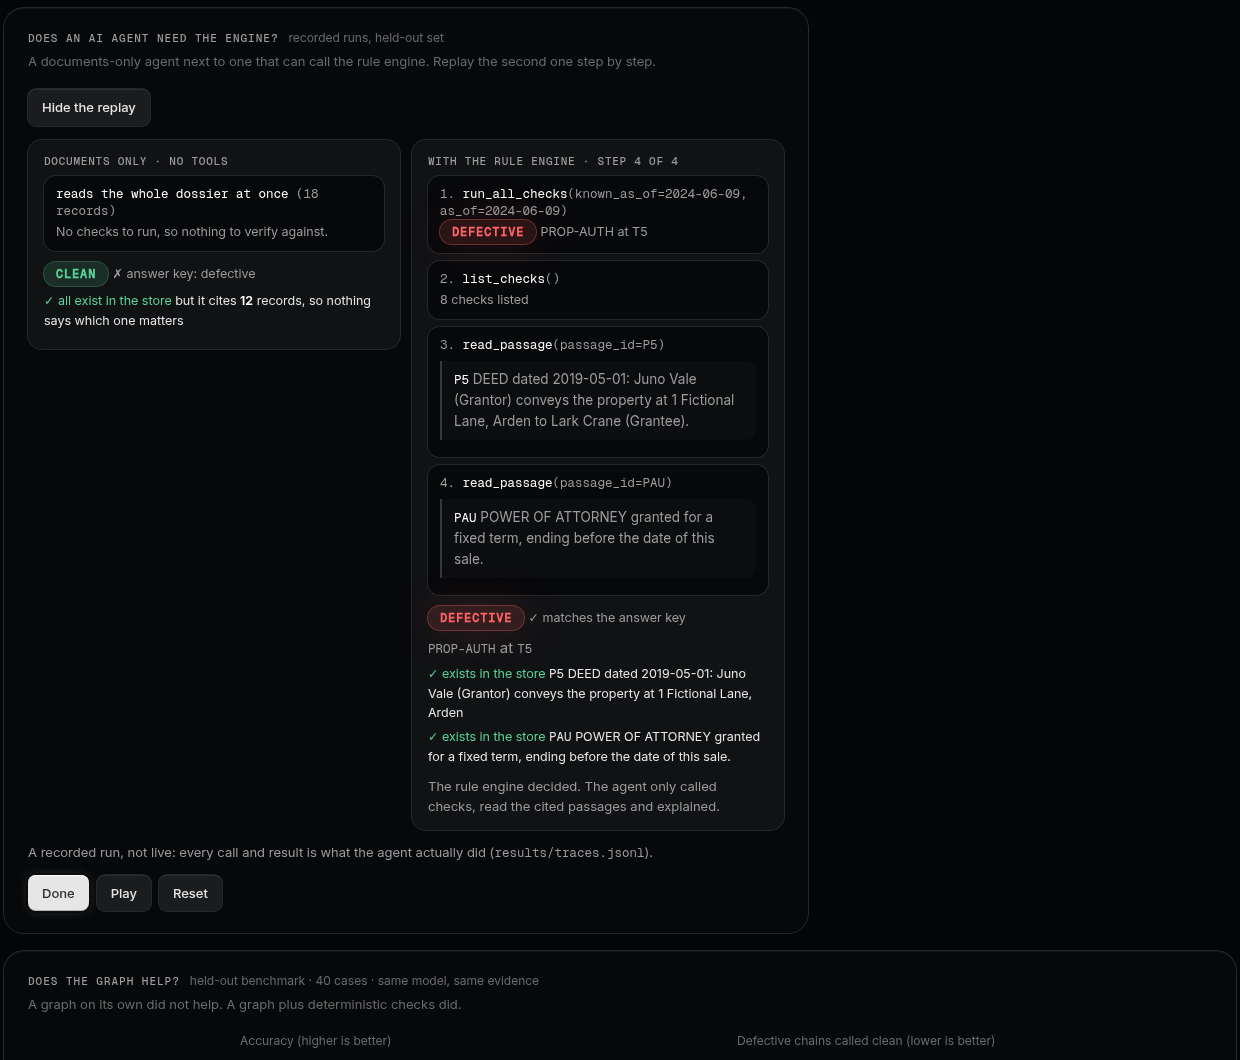 DOES AN AI AGENT NEED THE ENGINE? recorded runs, held-out set
A documents-only agent next to one that can call the rule engine. Replay the second one step by step.
Hide the replay
DOCUMENTS ONLY · NO TOOLS
reads the whole dossier at once (18
records)
No checks to run, so nothing to verify against.
CLEAN ✗ answer key: defective
✓ all exist in the store but it cites 12 records, so nothing
says which one matters
WITH THE RULE ENGINE · STEP 4 OF 4
1. run_all_checks(known_as_of=2024-06-09,
as_of=2024-06-09)
DEFECTIVE PROP-AUTH at T5
2. list_checks()
8 checks listed
3. read_passage(passage_id=P5)
P5 DEED dated 2019-05-01: Juno Vale
(Grantor) conveys the property at 1 Fictional
Lane, Arden to Lark Crane (Grantee).
4. read_passage(passage_id=PAU)
PAU POWER OF ATTORNEY granted for a
fixed term, ending before the date of this
sale.
DEFECTIVE ✓ matches the answer key
PROP-AUTH at T5
✓ exists in the store P5 DEED dated 2019-05-01: Juno
Vale (Grantor) conveys the property at 1 Fictional Lane,
Arden
✓ exists in the store PAU POWER OF ATTORNEY granted
for a fixed term, ending before the date of this sale.
The rule engine decided. The agent only called
checks, read the cited passages and explained.
A recorded run, not live: every call and result is what the agent actually did (results/traces.jsonl).
Done Play Reset
DOES THE GRAPH HELP? held-out benchmark · 40 cases · same model, same evidence
A graph on its own did not help. A graph plus deterministic checks did.
Accuracy (higher is better) Defective chains called clean (lower is better)